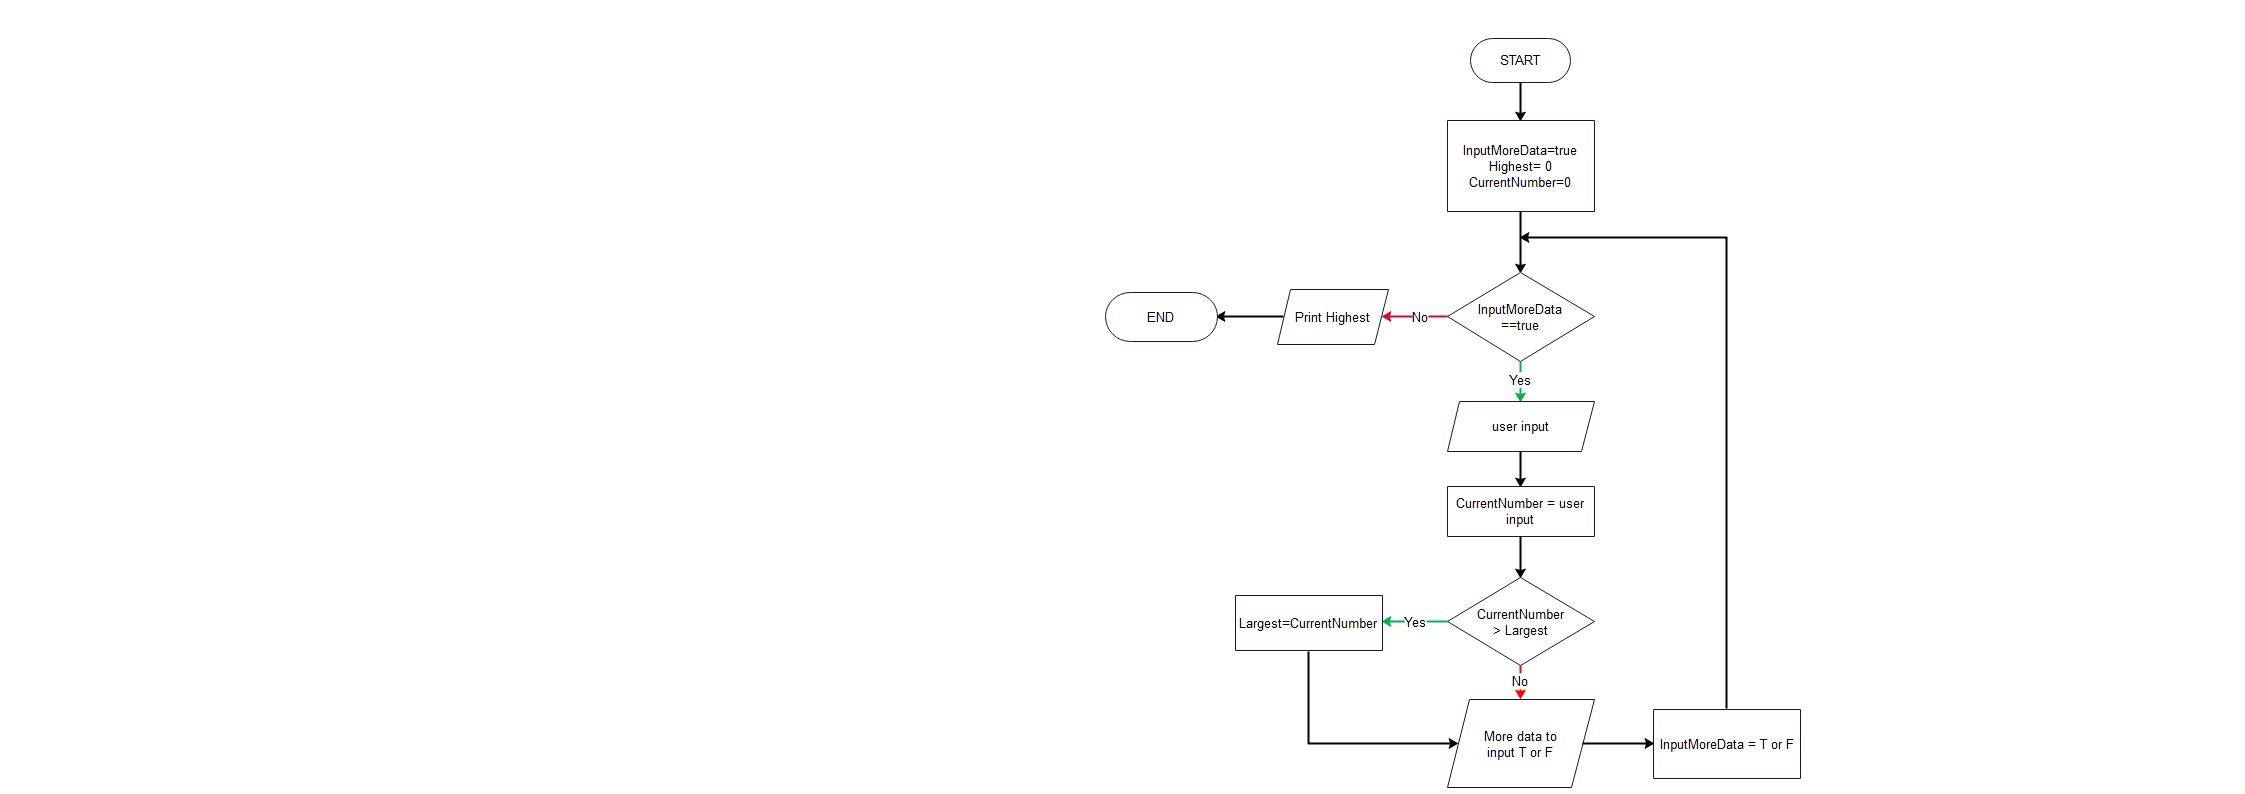 START
InputMoreData=true
Highest= 0
CurrentNumber=0
InputMoreData
==true
No
Print Highest
END
Yes
user input
CurrentNumber = user
input
CurrentNumber
> Largest
Yes
Largest=CurrentNumber
No
More data to
input T or F
InputMoreData = T or F